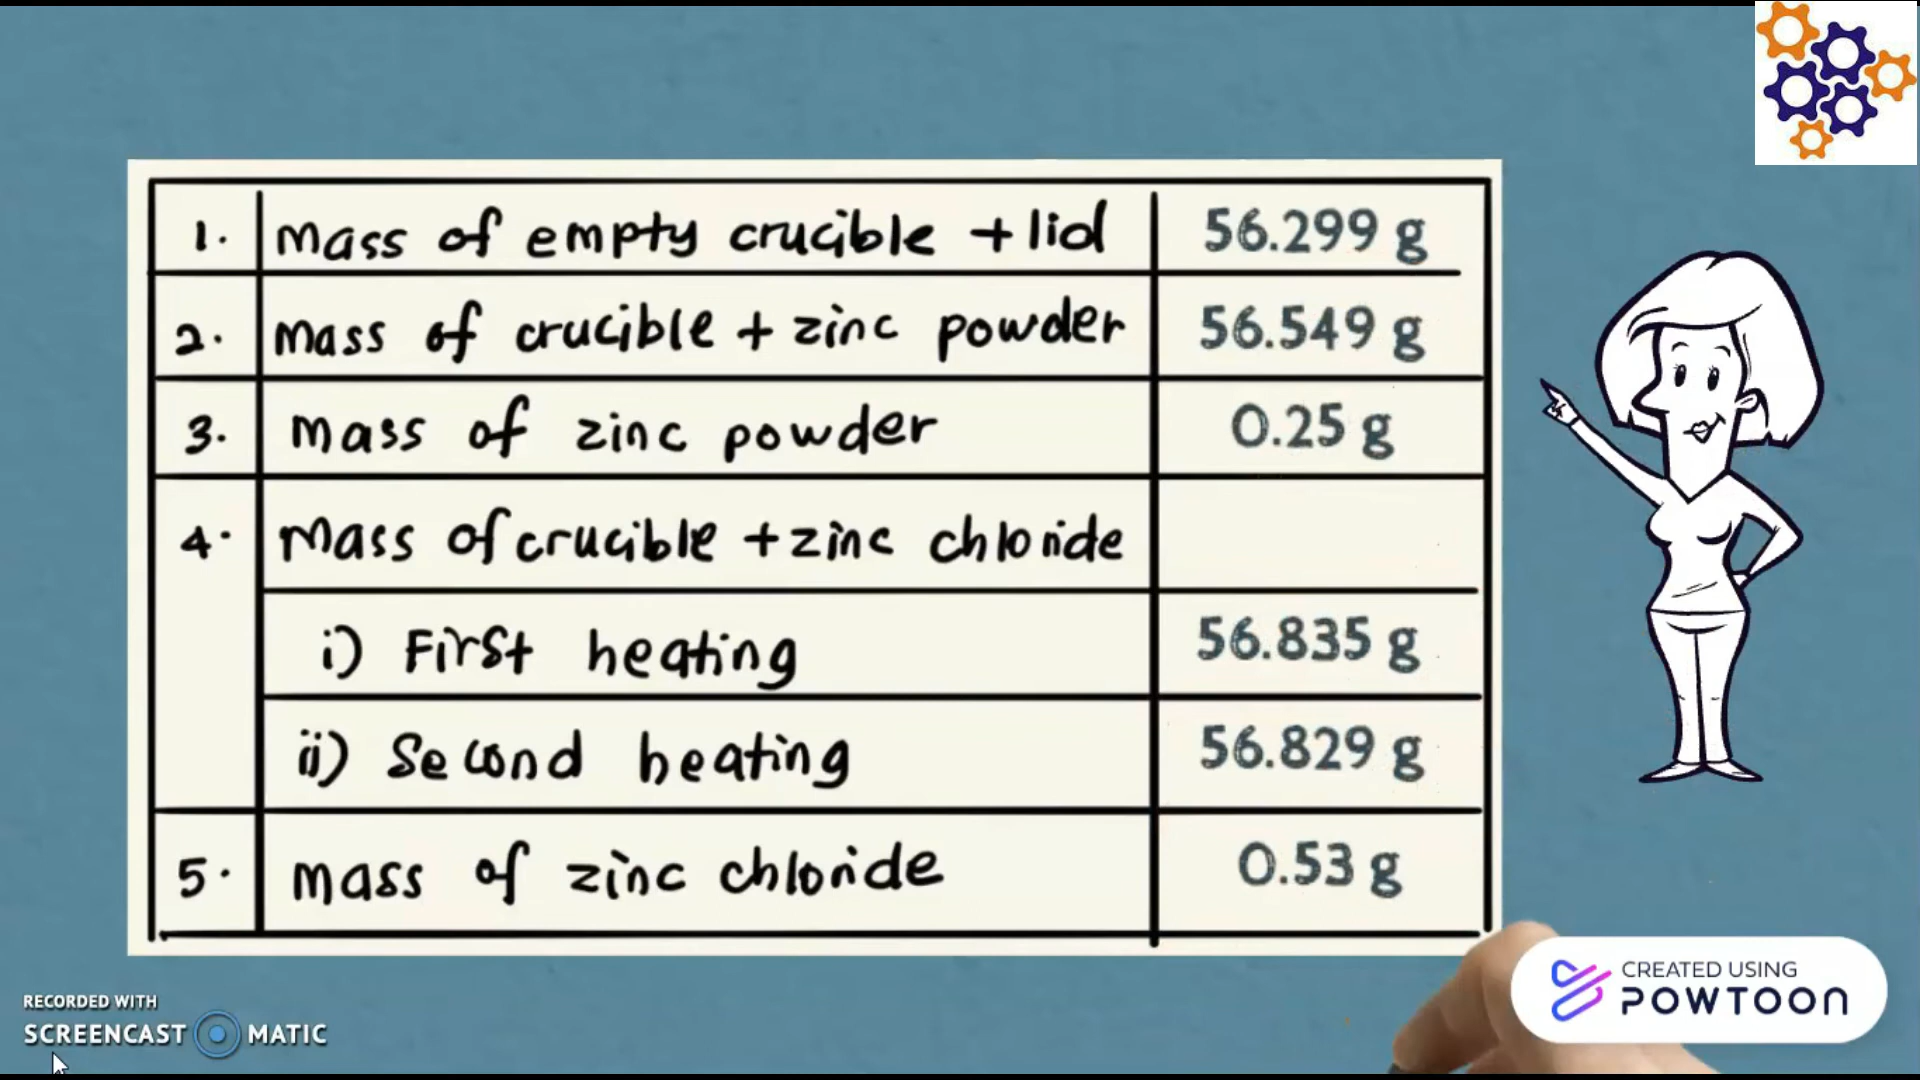 1. Mass of empty crucible + lid 56.299 g
2. Mass of crucible + zinc powder 56.549 g
3. Mass of zinc powder 0.25 g
4. Mass of crucible + zinc chloride
i) First heating 56.835 g
ii) Second heating 56.829 g
5. Mass of zinc chloride 0.53 g
CREATED USING
POWTOON
RECORDED WITH
SCREENCAST MATIC